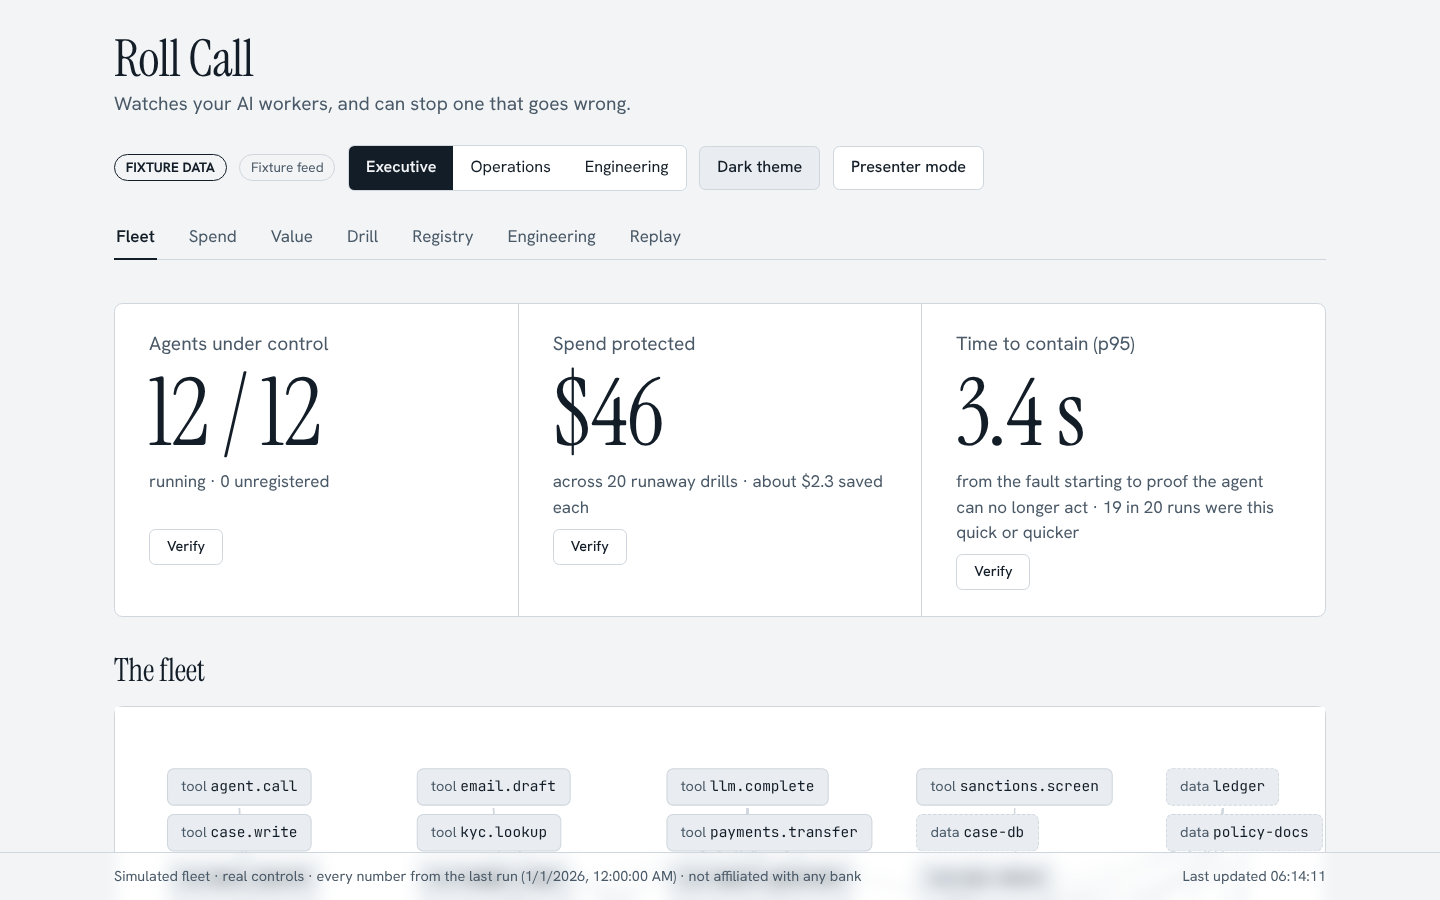 Roll Call
Watches your AI workers, and can stop one that goes wrong.
FIXTURE DATA Fixture feed Executive Operations Engineering Dark theme Presenter mode
Fleet Spend Value Drill Registry Engineering Replay
Agents under control
12 / 12
running · 0 unregistered
Verify
Spend protected
$46
across 20 runaway drills · about $2.3 saved
each
Verify
Time to contain (p95)
3.4 s
from the fault starting to proof the agent
can no longer act · 19 in 20 runs were this
quick or quicker
Verify
The fleet
tool agent.call tool email.draft tool llm.complete tool sanctions.screen data ledger
tool case.write tool kyc.lookup tool payments.transfer data case-db data policy-docs
Simulated fleet · real controls · every number from the last run (1/1/2026, 12:00:00 AM) · not affiliated with any bank Last updated 06:14:11